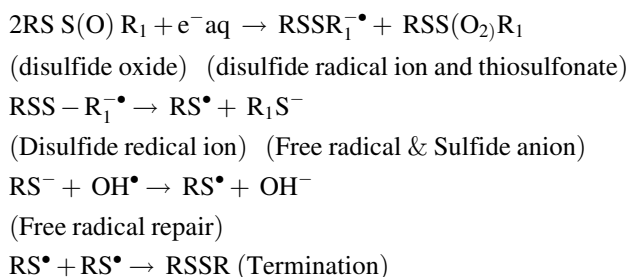 2RS S(O) R₁ + e⁻aq → RSSR₁⁻• + RSS(O₂)R₁
(disulfide oxide) (disulfide radical ion and thiosulfonate)
RSS − R₁⁻• → RS• + R₁S⁻
(Disulfide redical ion) (Free radical & Sulfide anion)
RS⁻ + OH• → RS• + OH⁻
(Free radical repair)
RS• + RS• → RSSR (Termination)